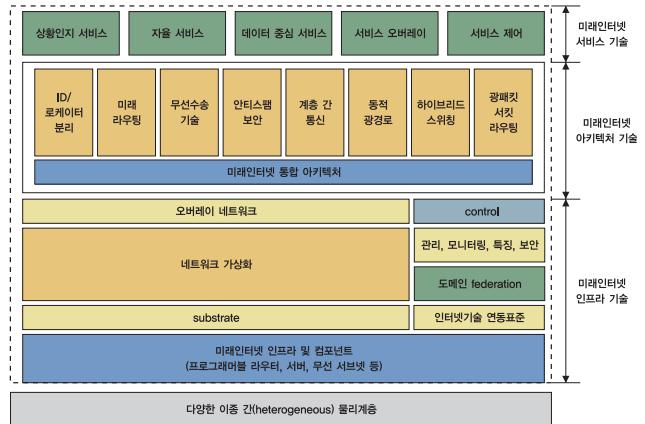 상황인지 서비스
자율 서비스
데이터 중심 서비스
서비스 오버레이
서비스 제어
미래인터넷
서비스 기술
ID/
로케이터
분리
미래
라우팅
무선수송
기술
안티스팸
보안
계층 간
통신
동적
광경로
하이브리드
스위칭
광패킷
서킷
라우팅
미래인터넷 통합 아키텍처
미래인터넷
아키텍처 기술
오버레이 네트워크
control
네트워크 가상화
관리, 모니터링, 특징, 보안
도메인 federation
substrate
인터넷기술 연동표준
미래인터넷 인프라 및 컴포넌트
(프로그래머블 라우터, 서버, 무선 서브넷 등)
미래인터넷
인프라 기술
다양한 이종 간(heterogeneous) 물리계층